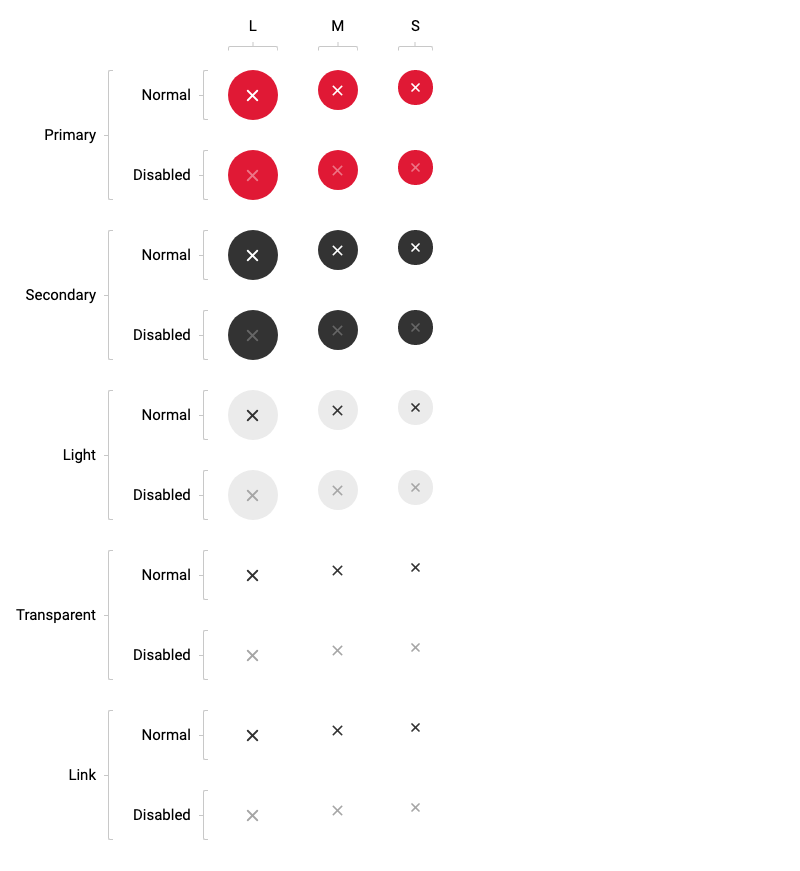 L M S
Normal
Primary
Disabled
Normal
Secondary
Disabled
Normal
Light
Disabled
Normal
Transparent
Disabled
Normal
Link
Disabled